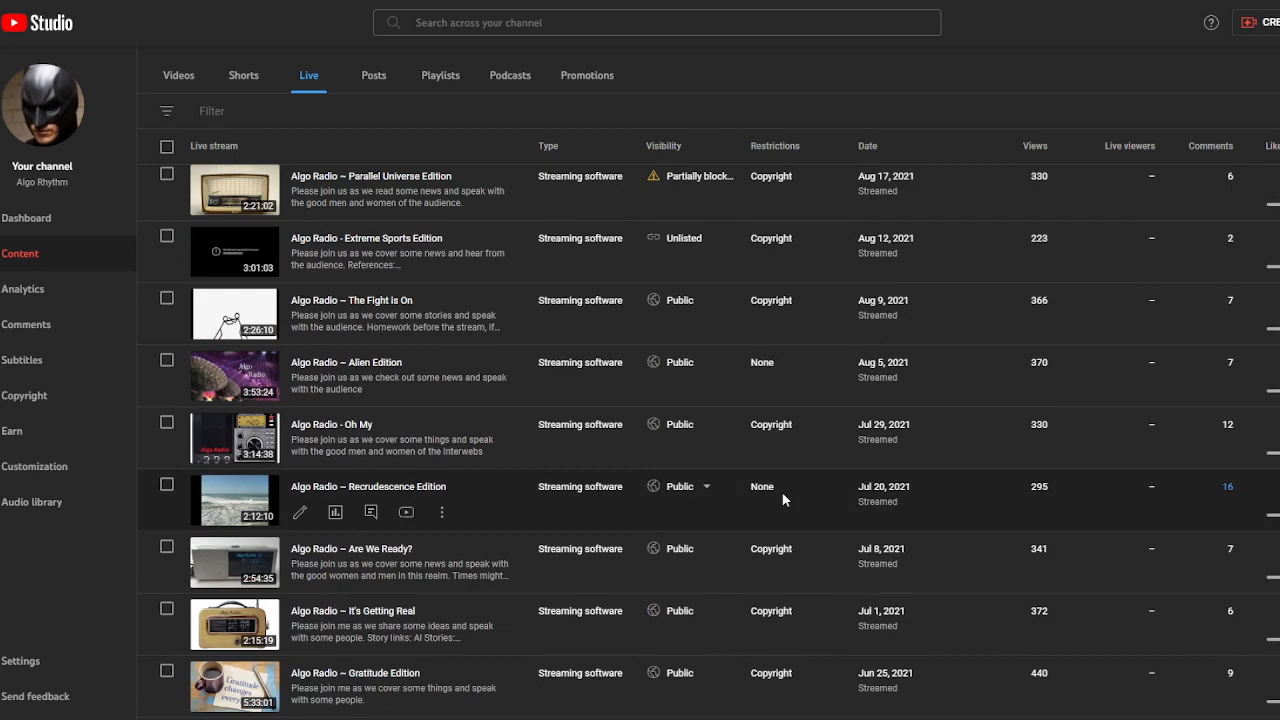 Studio
Search across your channel
CRE
Your channel
Algo Rhythm
Dashboard
Content
Analytics
Comments
Subtitles
Copyright
Earn
Customization
Audio library
Settings
Send feedback
Videos Shorts Live Posts Playlists Podcasts Promotions
Filter
Live stream Type Visibility Restrictions Date Views Live viewers Comments Like
Algo Radio ~ Parallel Universe Edition Streaming software Partially block... Copyright Aug 17, 2021 330 – 6
Please join us as we read some news and speak Streamed
with the good men and women of the audience.
2:21:02
Algo Radio - Extreme Sports Edition Streaming software Unlisted Copyright Aug 12, 2021 223 – 2
Please join us as we cover some news and hear from Streamed
the audience. References:...
3:01:03
Algo Radio ~ The Fight is On Streaming software Public Copyright Aug 9, 2021 366 – 7
Please join us as we cover some stories and Streamed
speak with the audience. Homework before the stream, if...
2:26:10
Algo Radio ~ Alien Edition Streaming software Public None Aug 5, 2021 370 – 7
Please join us as we check out some news and speak Streamed
with the audience
Algo
Radio
3:53:24
Algo Radio - Oh My Streaming software Public Copyright Jul 29, 2021 330 – 12
Please join us as we cover some things and speak Streamed
with the good men and women of the interwebs
Algo Radio
3:14:38
Algo Radio ~ Recrudescence Edition Streaming software Public None Jul 20, 2021 295 – 16
Streamed
2:12:10
Algo Radio ~ Are We Ready? Streaming software Public Copyright Jul 8, 2021 341 – 7
Please join us as we cover some news and speak with Streamed
the good women and men in this realm. TImes might...
2:54:35
Algo Radio ~ It's Getting Real Streaming software Public Copyright Jul 1, 2021 372 – 6
Please join me as we share some ideas and speak Streamed
with some people. Story links: AI Stories:...
Algo Radio
2:15:19
Algo Radio ~ Gratitude Edition Streaming software Public Copyright Jun 25, 2021 440 – 9
Please join me as we cover some things and speak Streamed
with some people.
Gratitude
changes
every
5:33:01